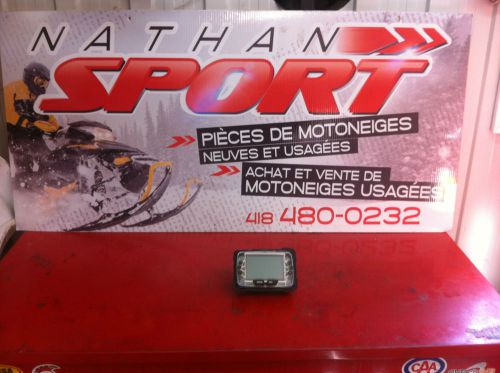 NATHAN
SPORT
PIÈCES DE MOTONEIGES
NEUVES ET USAGÉES
ACHAT ET VENTE DE
MOTONEIGES USAGÉES
418 480-0232
CAA